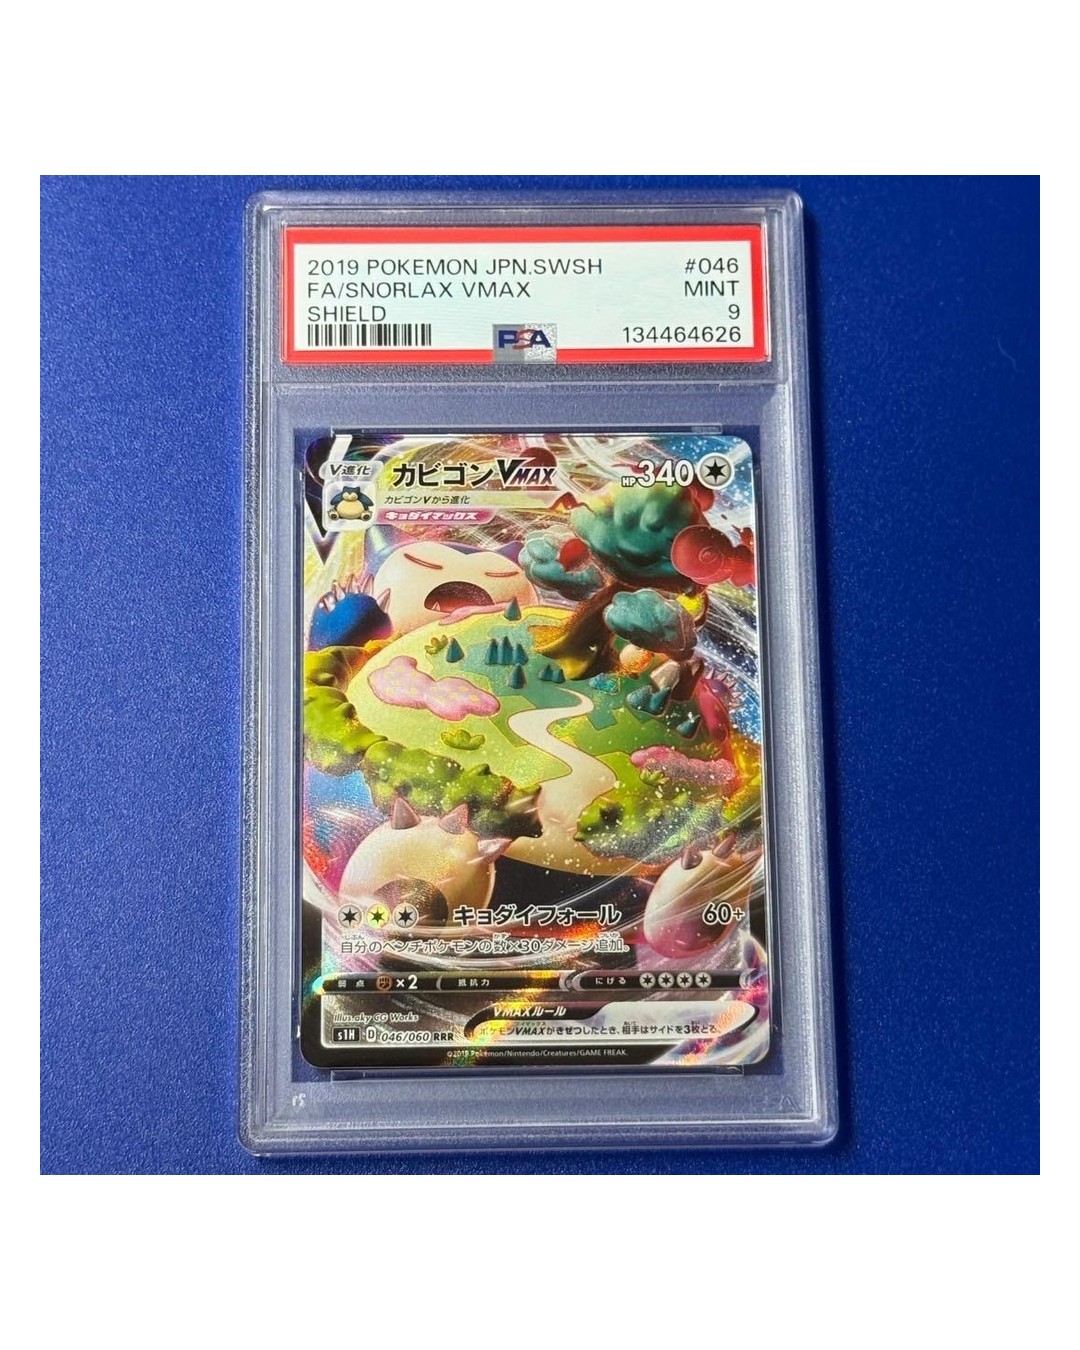 2019 POKEMON JPN.SWSH #046
FA/SNORLAX VMAX MINT
SHIELD 9
PSA 134464626
V進化 カビゴンVMAX HP340
カビゴンVから進化
キョダイマックス
キョダイフォール 60+
自分のベンチポケモンの数×30ダメージ追加。
弱点 ×2 抵抗力 にげる
Illus.aky CG Works
VMAXルール
ポケモンVMAXがきぜつしたとき、相手はサイドを3枚とる。
s1H D 046/060 RRR
©2019 Pokémon/Nintendo/Creatures/GAME FREAK.